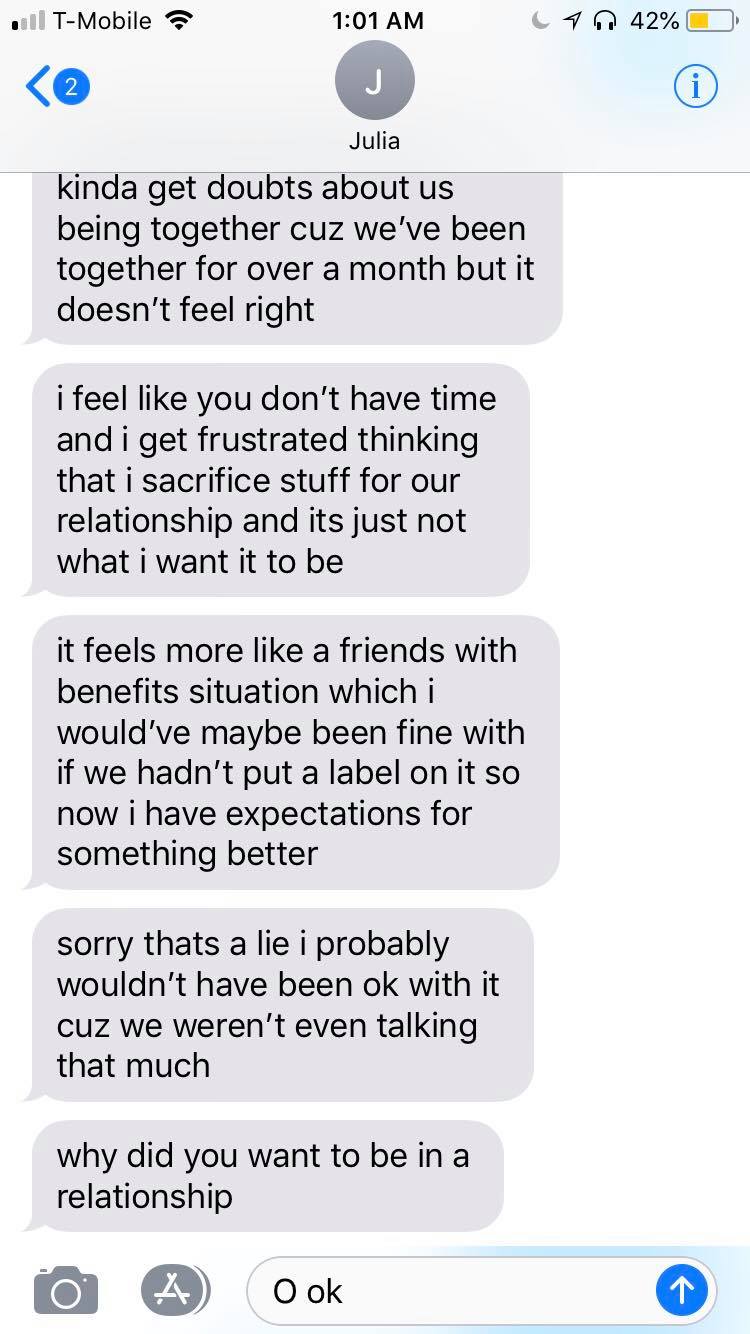 T-Mobile 1:01 AM 42%
2
J
i
Julia
kinda get doubts about us
being together cuz we’ve been
together for over a month but it
doesn’t feel right
i feel like you don’t have time
and i get frustrated thinking
that i sacrifice stuff for our
relationship and its just not
what i want it to be
it feels more like a friends with
benefits situation which i
would’ve maybe been fine with
if we hadn’t put a label on it so
now i have expectations for
something better
sorry thats a lie i probably
wouldn’t have been ok with it
cuz we weren’t even talking
that much
why did you want to be in a
relationship
O ok